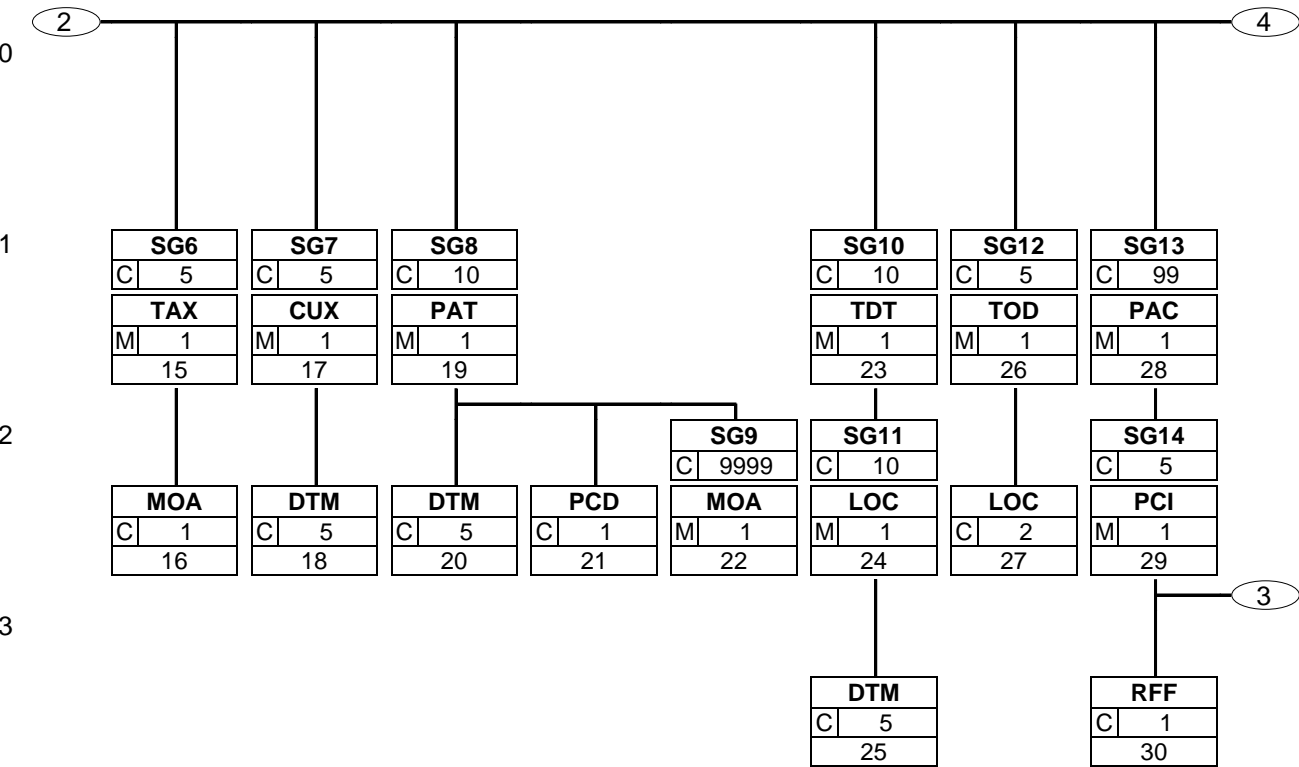 2 4
0
1 SG6 SG7 SG8 SG10 SG12 SG13
C 5 C 5 C 10 C 10 C 5 C 99
TAX CUX PAT TDT TOD PAC
M 1 M 1 M 1 M 1 M 1 M 1
15 17 19 23 26 28
2 SG9 SG11 SG14
C 9999 C 10 C 5
MOA DTM DTM PCD MOA LOC LOC PCI
C 1 C 5 C 5 C 1 M 1 M 1 C 2 M 1
16 18 20 21 22 24 27 29
3
3
DTM RFF
C 5 C 1
25 30